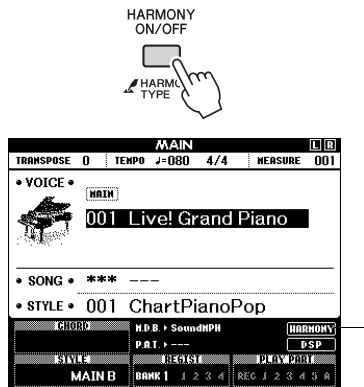 HARMONY
ON/OFF
HARMO
TYPE
MAIN L R
TRANSPOSE 0 TEMPO ♩=080 4/4 MEASURE 001
• VOICE •
MAIN
001 Live! Grand Piano
• SONG • *** ---
• STYLE • 001 ChartPianoPop
CHORD M.D.B. ▸ SoundMPH HARMONY
P.A.T. ▸ --- DSP
STYLE REGIST PLAY PART
MAIN B BANK 1 1 2 3 4 REC 1 2 3 4 5 A